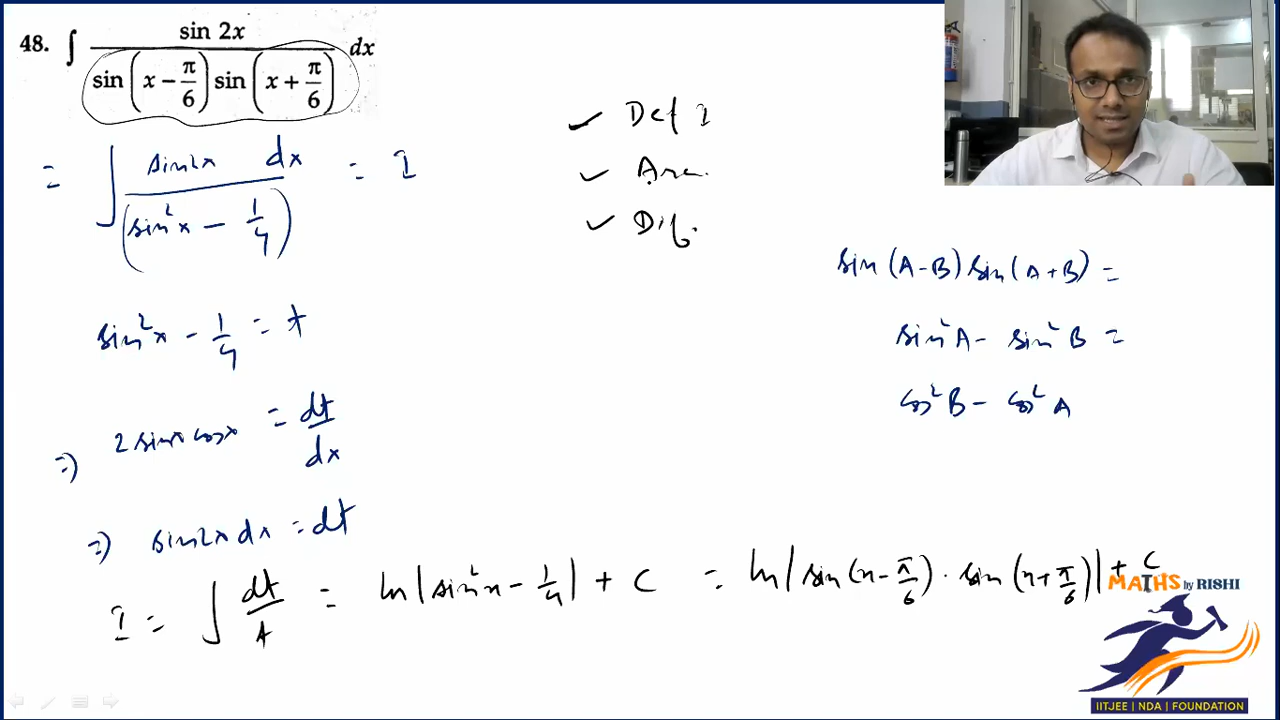 48. ∫ sin 2x / (sin(x − π/6) sin(x + π/6)) dx
= ∫ sin2x dx / (sin²x − 1/4) = I
sin²x − 1/4 = t
⇒ 2 sinx cosx = dt/dx
⇒ sin2x dx = dt
I = ∫ dt/t = ln|sin²x − 1/4| + C = ln|sin(x − π/6) · sin(x + π/6)| + C
✓ Def I
✓ Are.
✓ Dif.
sin(A−B) sin(A+B) =
sin²A − sin²B =
cos²B − cos²A
MATHS by RISHI
IITJEE | NDA | FOUNDATION